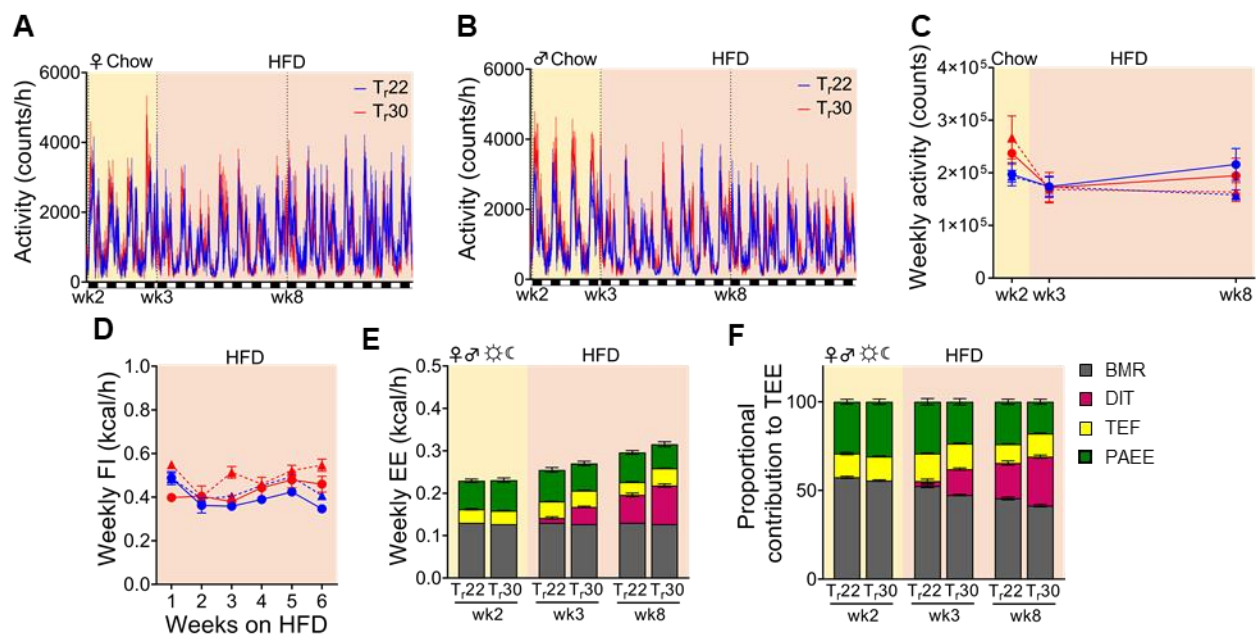 A
♀ Chow
HFD
Activity (counts/h)
6000
4000
2000
0
Tr22
Tr30
wk2
wk3
wk8
B
♂ Chow
HFD
Activity (counts/h)
6000
4000
2000
0
Tr22
Tr30
wk2
wk3
wk8
C
Chow
HFD
Weekly activity (counts)
4×10⁵
3×10⁵
2×10⁵
1×10⁵
0
wk2
wk3
wk8
D
HFD
Weekly FI (kcal/h)
1.0
0.8
0.6
0.4
0.2
0.0
1 2 3 4 5 6
Weeks on HFD
E
♀♂☼☾
HFD
Weekly EE (kcal/h)
0.5
0.4
0.3
0.2
0.1
0.0
Tr22 Tr30 Tr22 Tr30 Tr22 Tr30
wk2 wk3 wk8
F
♀♂☼☾
HFD
Proportional
contribution to TEE
100
50
0
Tr22 Tr30 Tr22 Tr30 Tr22 Tr30
wk2 wk3 wk8
BMR
DIT
TEF
PAEE